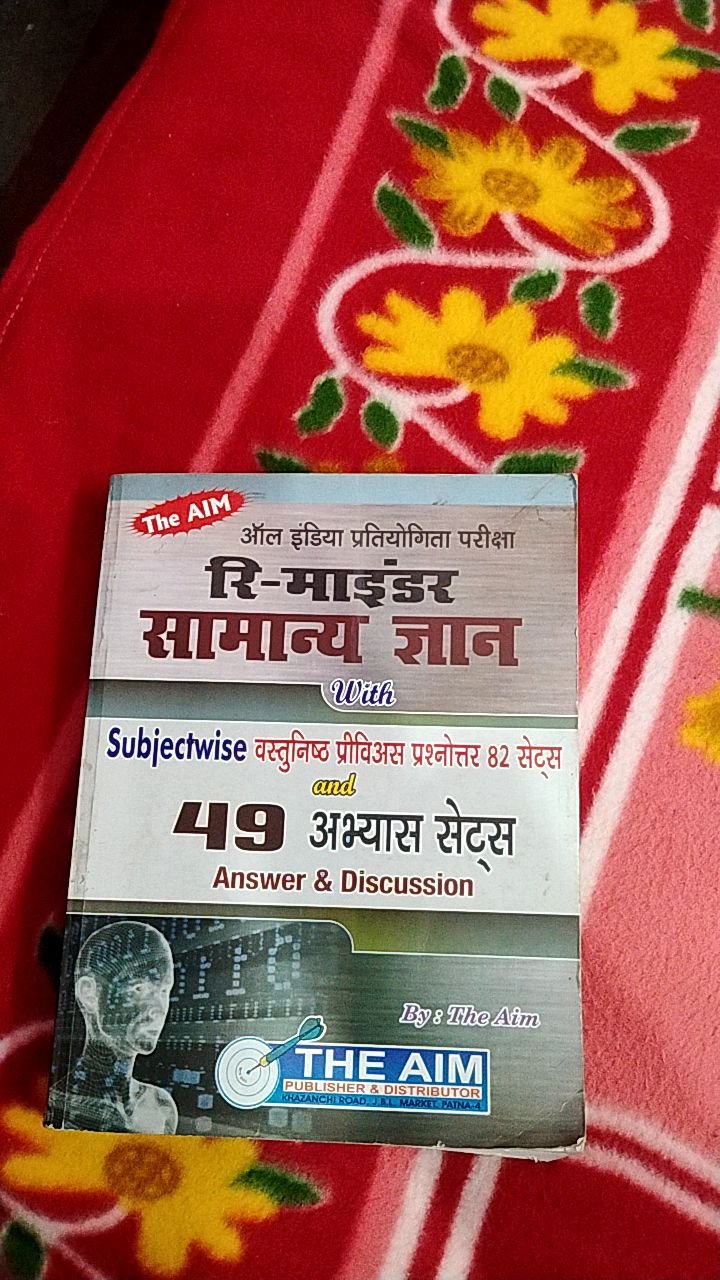 The AIM
ऑल इंडिया प्रतियोगिता परीक्षा
रि-माइंडर
सामान्य ज्ञान
With
Subjectwise वस्तुनिष्ठ प्रीविअस प्रश्नोत्तर 82 सेट्स
and
49 अभ्यास सेट्स
Answer & Discussion
By : The Aim
THE AIM
PUBLISHER & DISTRIBUTOR
KHAZANCHI ROAD, J.B.L. MARKET, PATNA-4